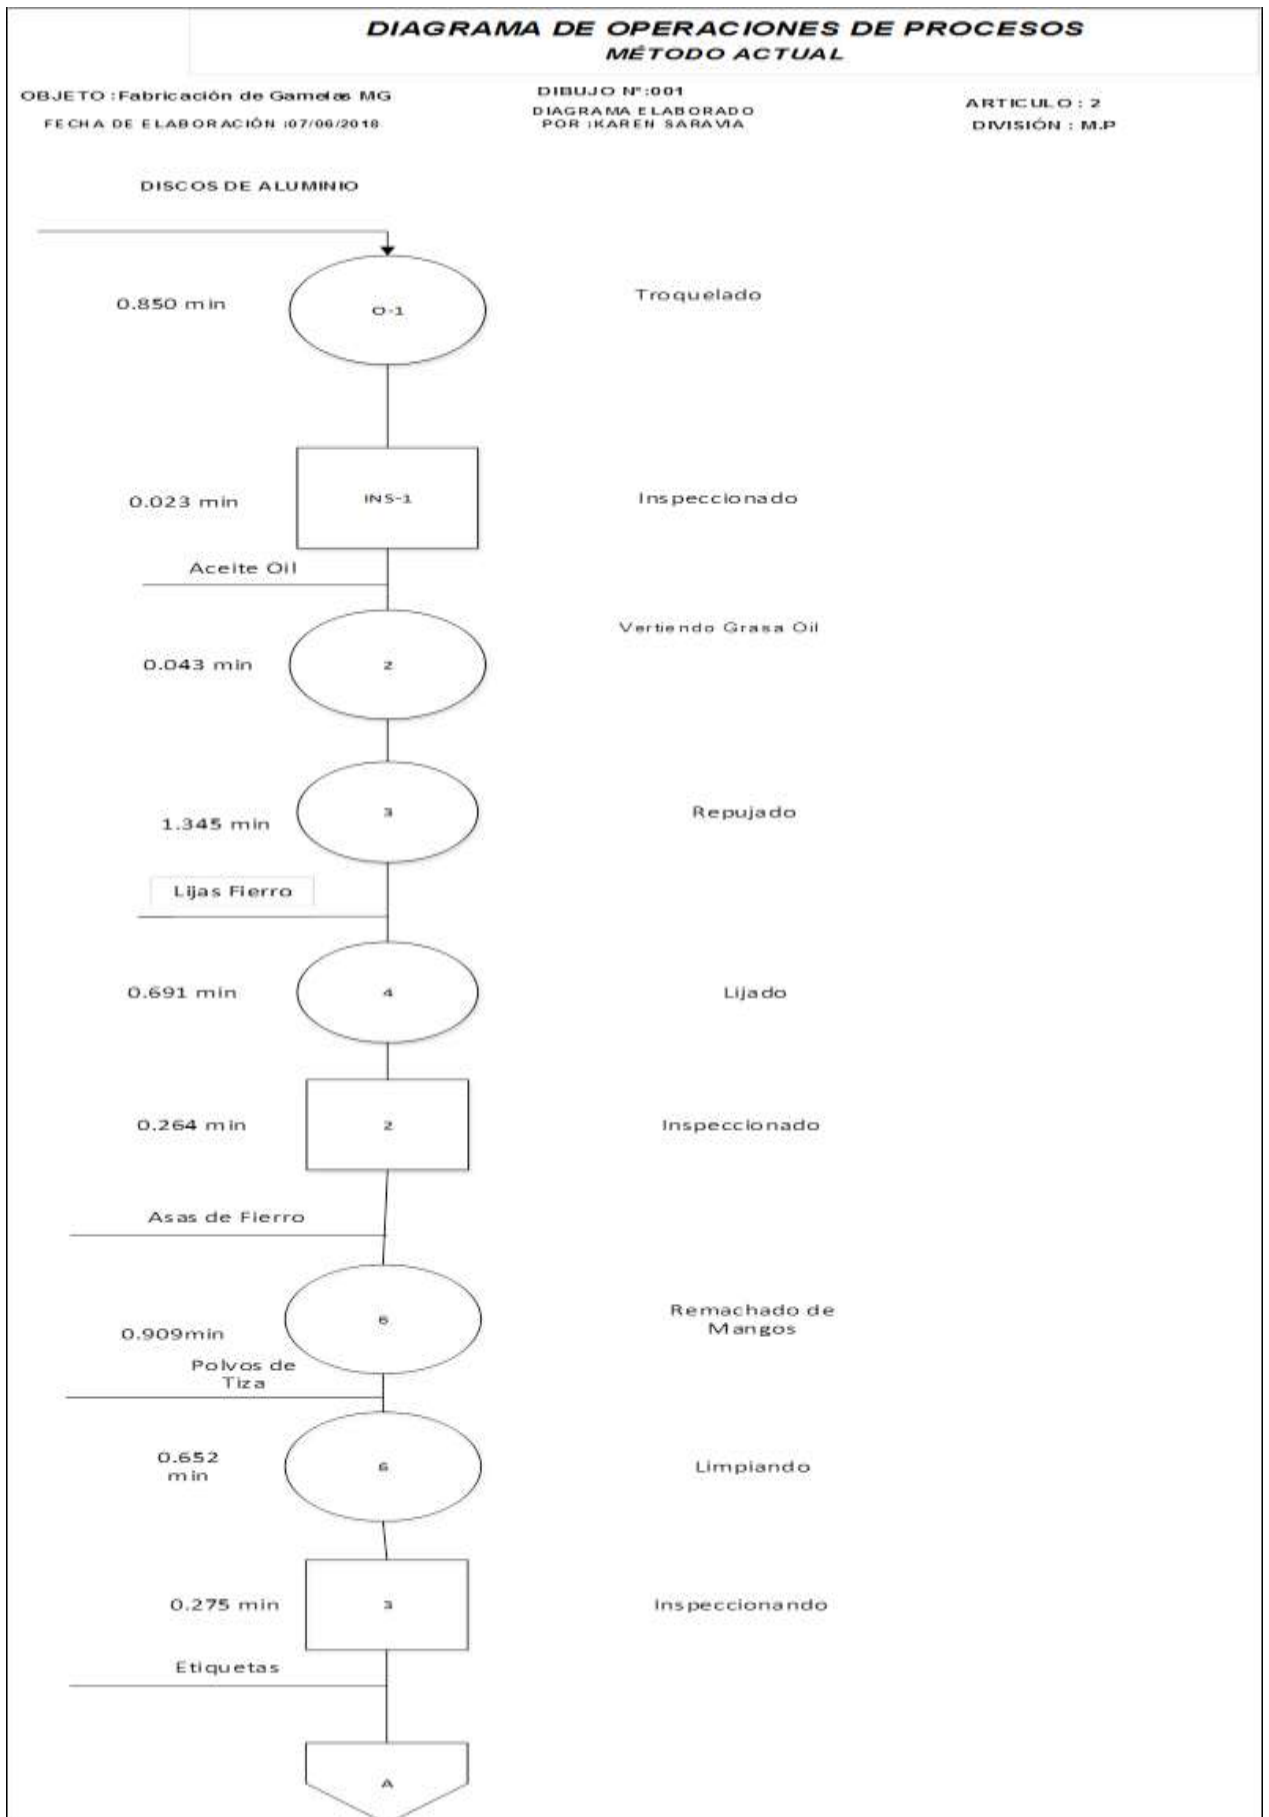 DIAGRAMA DE OPERACIONES DE PROCESOS
MÉTODO ACTUAL
OBJETO :Fabricación de Gamelas MG
FECHA DE ELABORACIÓN :07/06/2018
DIBUJO Nº:001
DIAGRAMA ELABORADO
POR :KAREN SARAVIA
ARTICULO : 2
DIVISIÓN : M.P
DISCOS DE ALUMINIO
0.850 min
O-1
Troquelado
0.023 min
INS-1
Inspeccionado
Aceite Oil
Vertiendo Grasa Oil
0.043 min
2
1.345 min
3
Repujado
Lijas Fierro
0.691 min
4
Lijado
0.264 min
2
Inspeccionado
Asas de Fierro
0.909min
6
Remachado de
Mangos
Polvos de
Tiza
0.652
min
6
Limpiando
0.275 min
3
Inspeccionando
Etiquetas
A